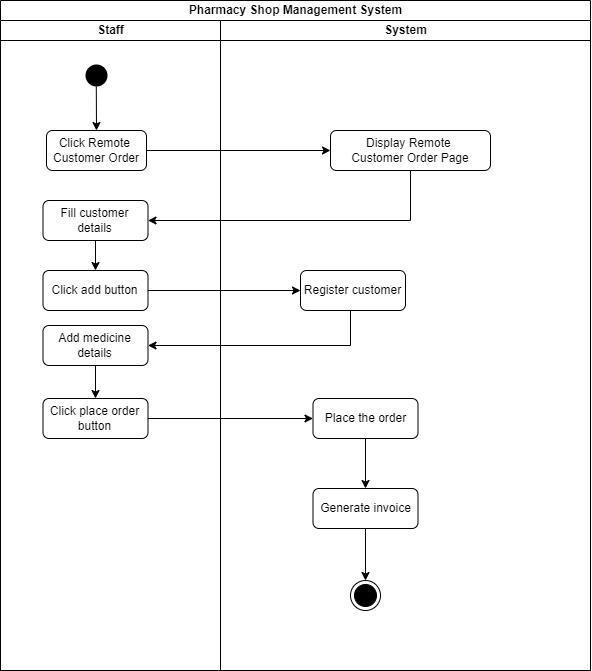 Pharmacy Shop Management System
Staff
System
Click Remote
Customer Order
Display Remote
Customer Order Page
Fill customer
details
Click add button
Register customer
Add medicine
details
Click place order
button
Place the order
Generate invoice